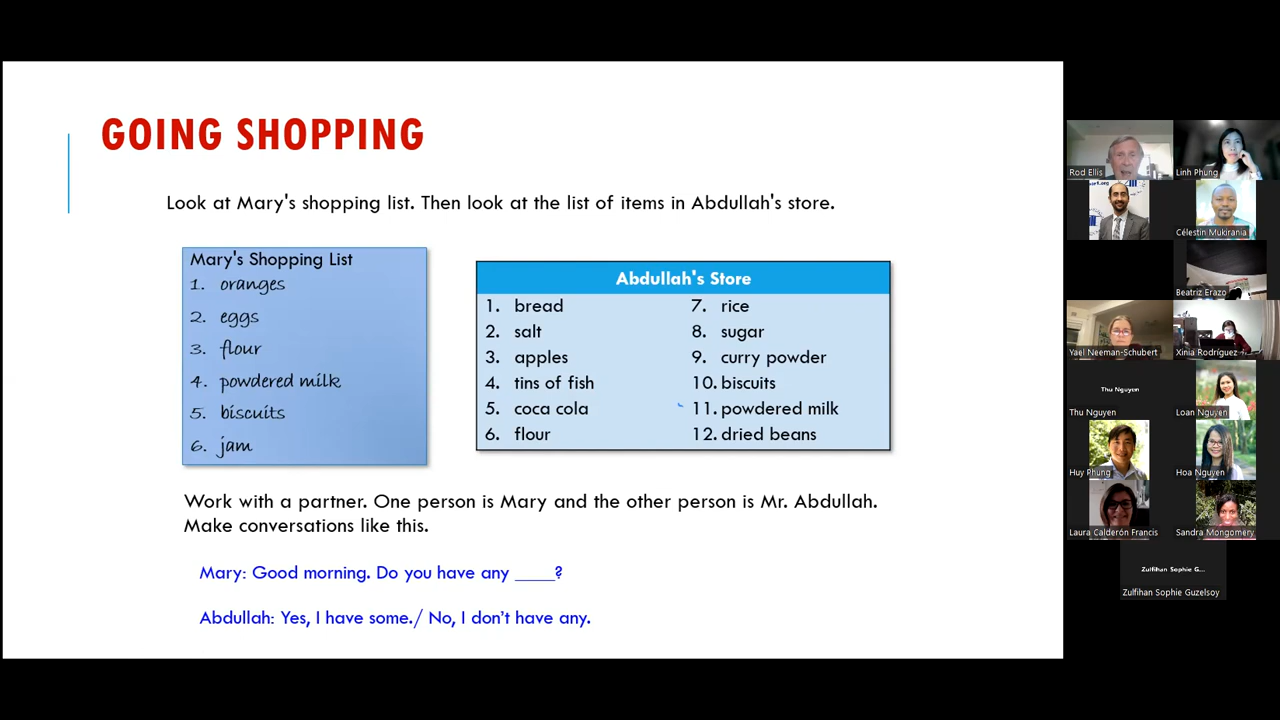 GOING SHOPPING
Look at Mary's shopping list. Then look at the list of items in Abdullah's store.
Mary's Shopping List
1. oranges
2. eggs
3. flour
4. powdered milk
5. biscuits
6. jam
Abdullah's Store
1. bread
2. salt
3. apples
4. tins of fish
5. coca cola
6. flour
7. rice
8. sugar
9. curry powder
10. biscuits
11. powdered milk
12. dried beans
Work with a partner. One person is Mary and the other person is Mr. Abdullah.
Make conversations like this.
Mary: Good morning. Do you have any ____?
Abdullah: Yes, I have some./ No, I don't have any.
Rod Ellis
Linh Phung
Célestin Mukirania
Beatriz Erazo
Yael Neeman-Schubert
Xinia Rodríguez
Thu Nguyen
Thu Nguyen
Loan Nguyen
Huy Phung
Hoa Nguyen
Laura Calderón Francis
Sandra Mongomery
Zulfihan Sophie G...
Zulfihan Sophie Guzelsoy